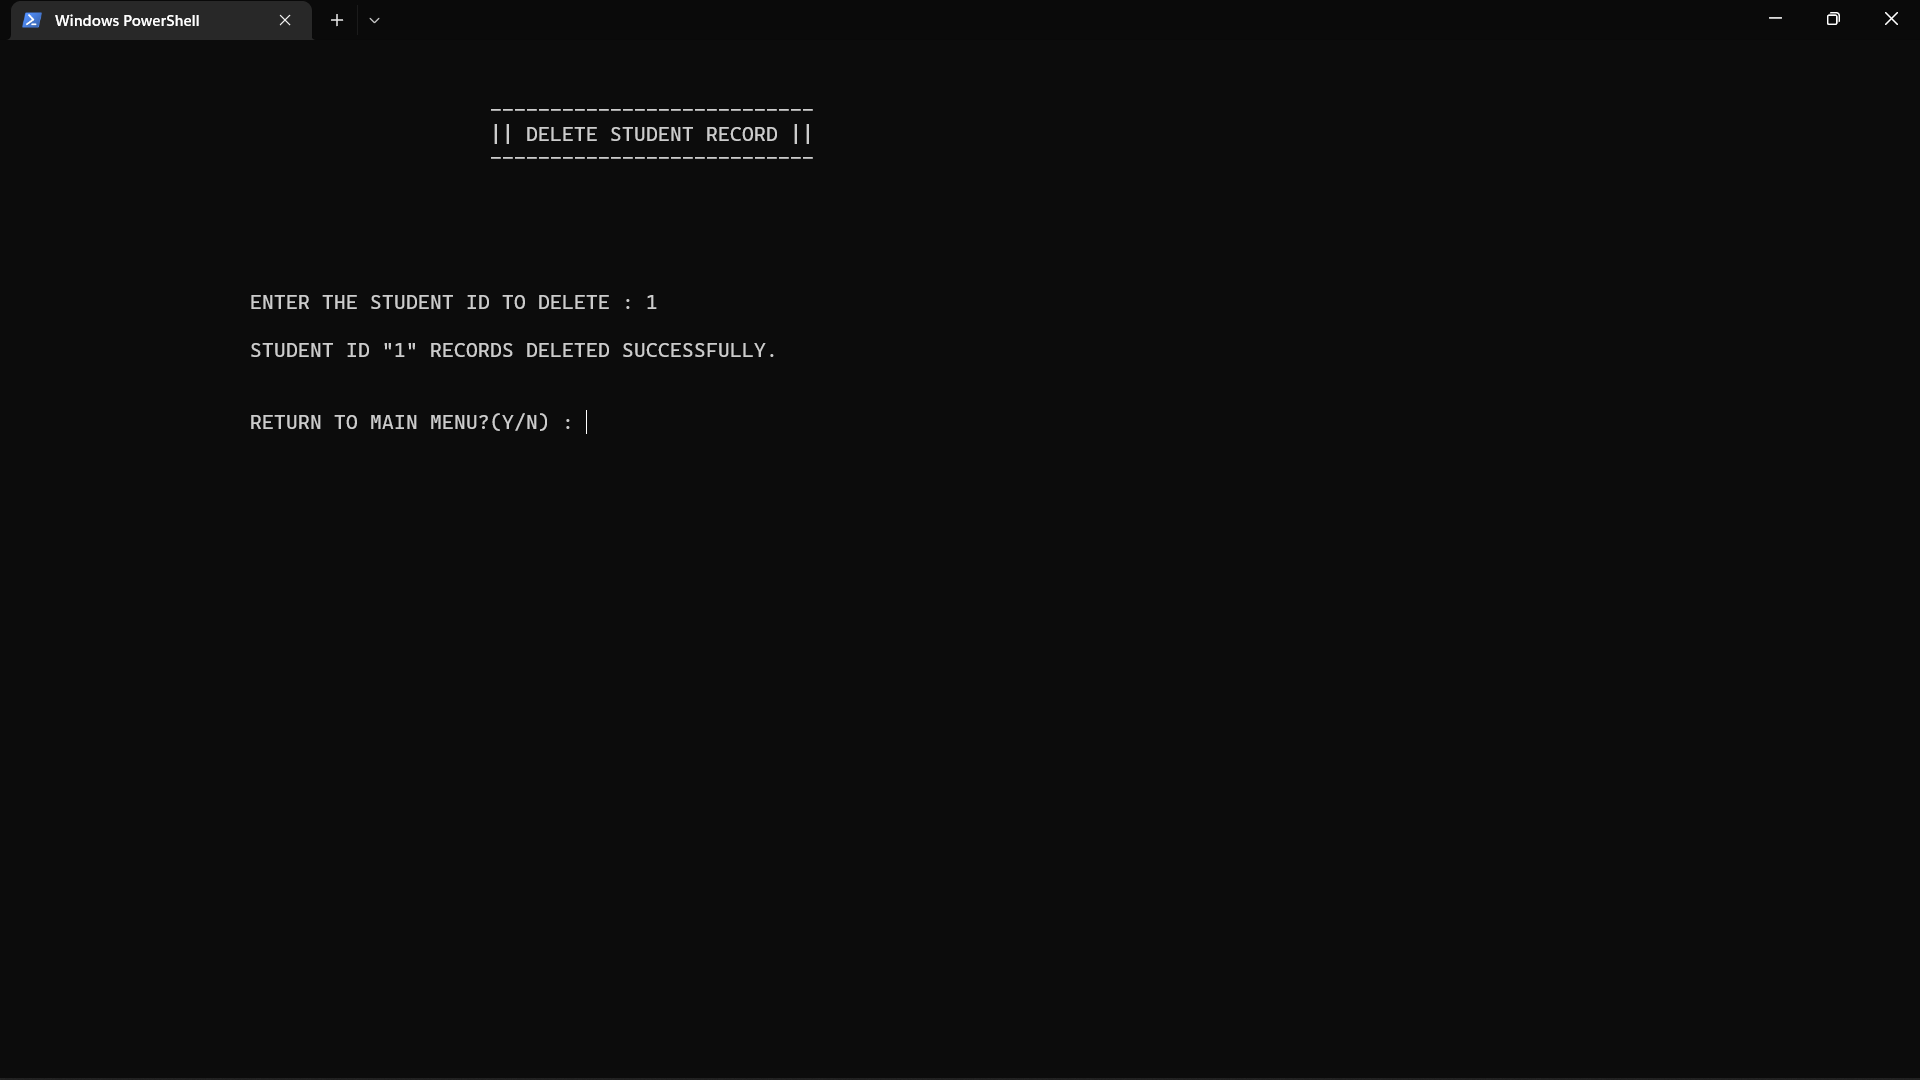 Windows PowerShell
---------------------------
|| DELETE STUDENT RECORD ||
---------------------------
ENTER THE STUDENT ID TO DELETE : 1
STUDENT ID "1" RECORDS DELETED SUCCESSFULLY.
RETURN TO MAIN MENU?(Y/N) :